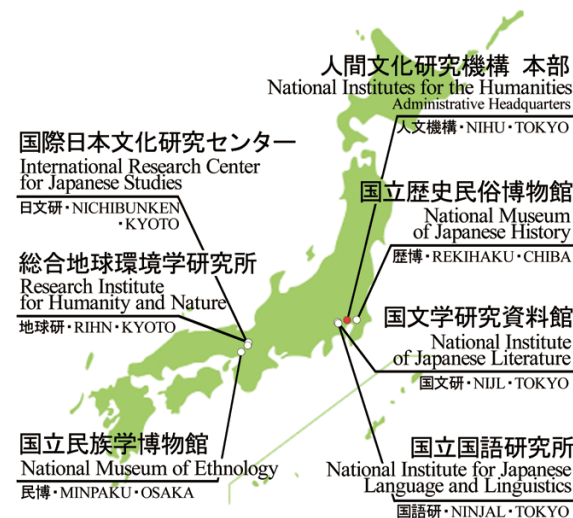 人間文化研究機構 本部
National Institutes for the Humanities
Administrative Headquarters
人文機構・NIHU・TOKYO
国際日本文化研究センター
International Research Center
for Japanese Studies
日文研・NICHIBUNKEN
・KYOTO
国立歴史民俗博物館
National Museum
of Japanese History
歴博・REKIHAKU・CHIBA
総合地球環境学研究所
Research Institute
for Humanity and Nature
地球研・RIHN・KYOTO
国文学研究資料館
National Institute
of Japanese Literature
国文研・NIJL・TOKYO
国立民族学博物館
National Museum of Ethnology
民博・MINPAKU・OSAKA
国立国語研究所
National Institute for Japanese
Language and Linguistics
国語研・NINJAL・TOKYO